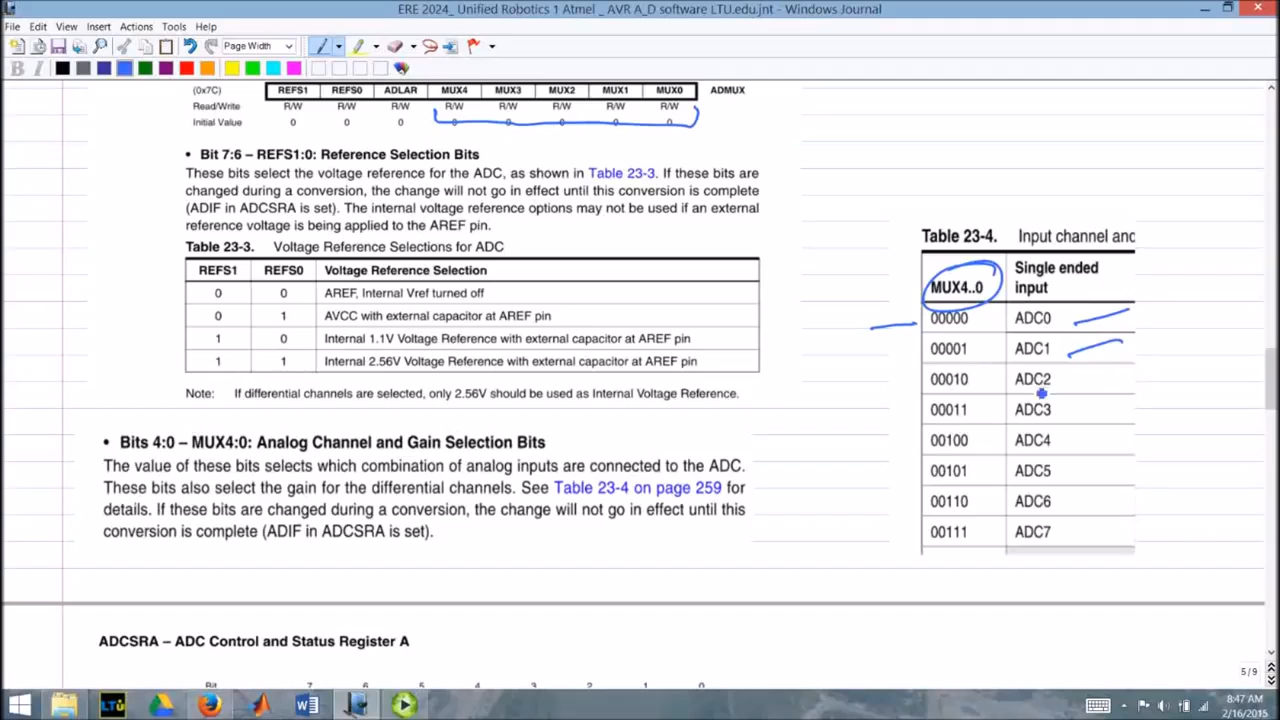 ERE 2024_ Unified Robotics 1 Atmel _ AVR A_D software LTU.edu.jnt - Windows Journal
File Edit View Insert Actions Tools Help
Page Width
B I
(0x7C) REFS1 REFS0 ADLAR MUX4 MUX3 MUX2 MUX1 MUX0 ADMUX
Read/Write R/W R/W R/W R/W R/W R/W R/W R/W
Initial Value 0 0 0 0 0 0 0 0
• Bit 7:6 – REFS1:0: Reference Selection Bits
These bits select the voltage reference for the ADC, as shown in Table 23-3. If these bits are
changed during a conversion, the change will not go in effect until this conversion is complete
(ADIF in ADCSRA is set). The internal voltage reference options may not be used if an external
reference voltage is being applied to the AREF pin.
Table 23-3. Voltage Reference Selections for ADC
REFS1 REFS0 Voltage Reference Selection
0 0 AREF, Internal Vref turned off
0 1 AVCC with external capacitor at AREF pin
1 0 Internal 1.1V Voltage Reference with external capacitor at AREF pin
1 1 Internal 2.56V Voltage Reference with external capacitor at AREF pin
Note: If differential channels are selected, only 2.56V should be used as Internal Voltage Reference.
• Bits 4:0 – MUX4:0: Analog Channel and Gain Selection Bits
The value of these bits selects which combination of analog inputs are connected to the ADC.
These bits also select the gain for the differential channels. See Table 23-4 on page 259 for
details. If these bits are changed during a conversion, the change will not go in effect until this
conversion is complete (ADIF in ADCSRA is set).
Table 23-4. Input channel and
MUX4..0 Single ended
input
00000 ADC0
00001 ADC1
00010 ADC2
00011 ADC3
00100 ADC4
00101 ADC5
00110 ADC6
00111 ADC7
ADCSRA – ADC Control and Status Register A
Bit 7 6 5 4 3 2 1 0
5/9
LTU
8:47 AM
2/16/2015